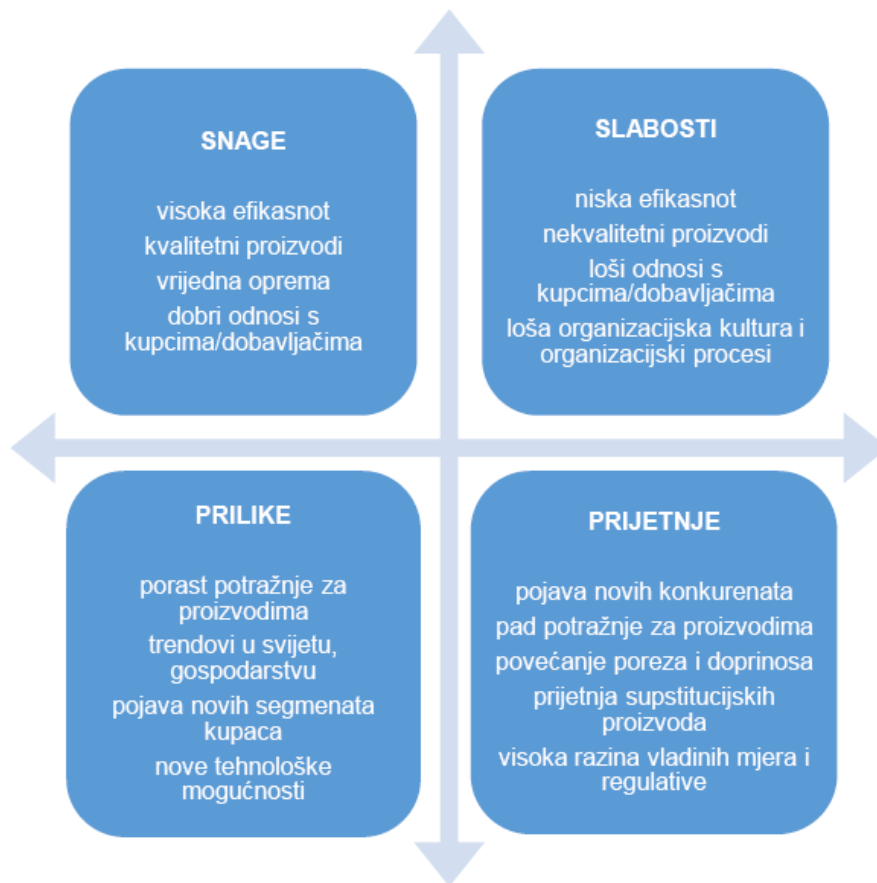 SNAGE
visoka efikasnot
kvalitetni proizvodi
vrijedna oprema
dobri odnosi s
kupcima/dobavljačima
SLABOSTI
niska efikasnot
nekvalitetni proizvodi
loši odnosi s
kupcima/dobavljačima
loša organizacijska kultura i
organizacijski procesi
PRILIKE
porast potražnje za
proizvodima
trendovi u svijetu,
gospodarstvu
pojava novih segmenata
kupaca
nove tehnološke
mogućnosti
PRIJETNJE
pojava novih konkurenata
pad potražnje za proizvodima
povećanje poreza i doprinosa
prijetnja supstitucijskih
proizvoda
visoka razina vladinih mjera i
regulative